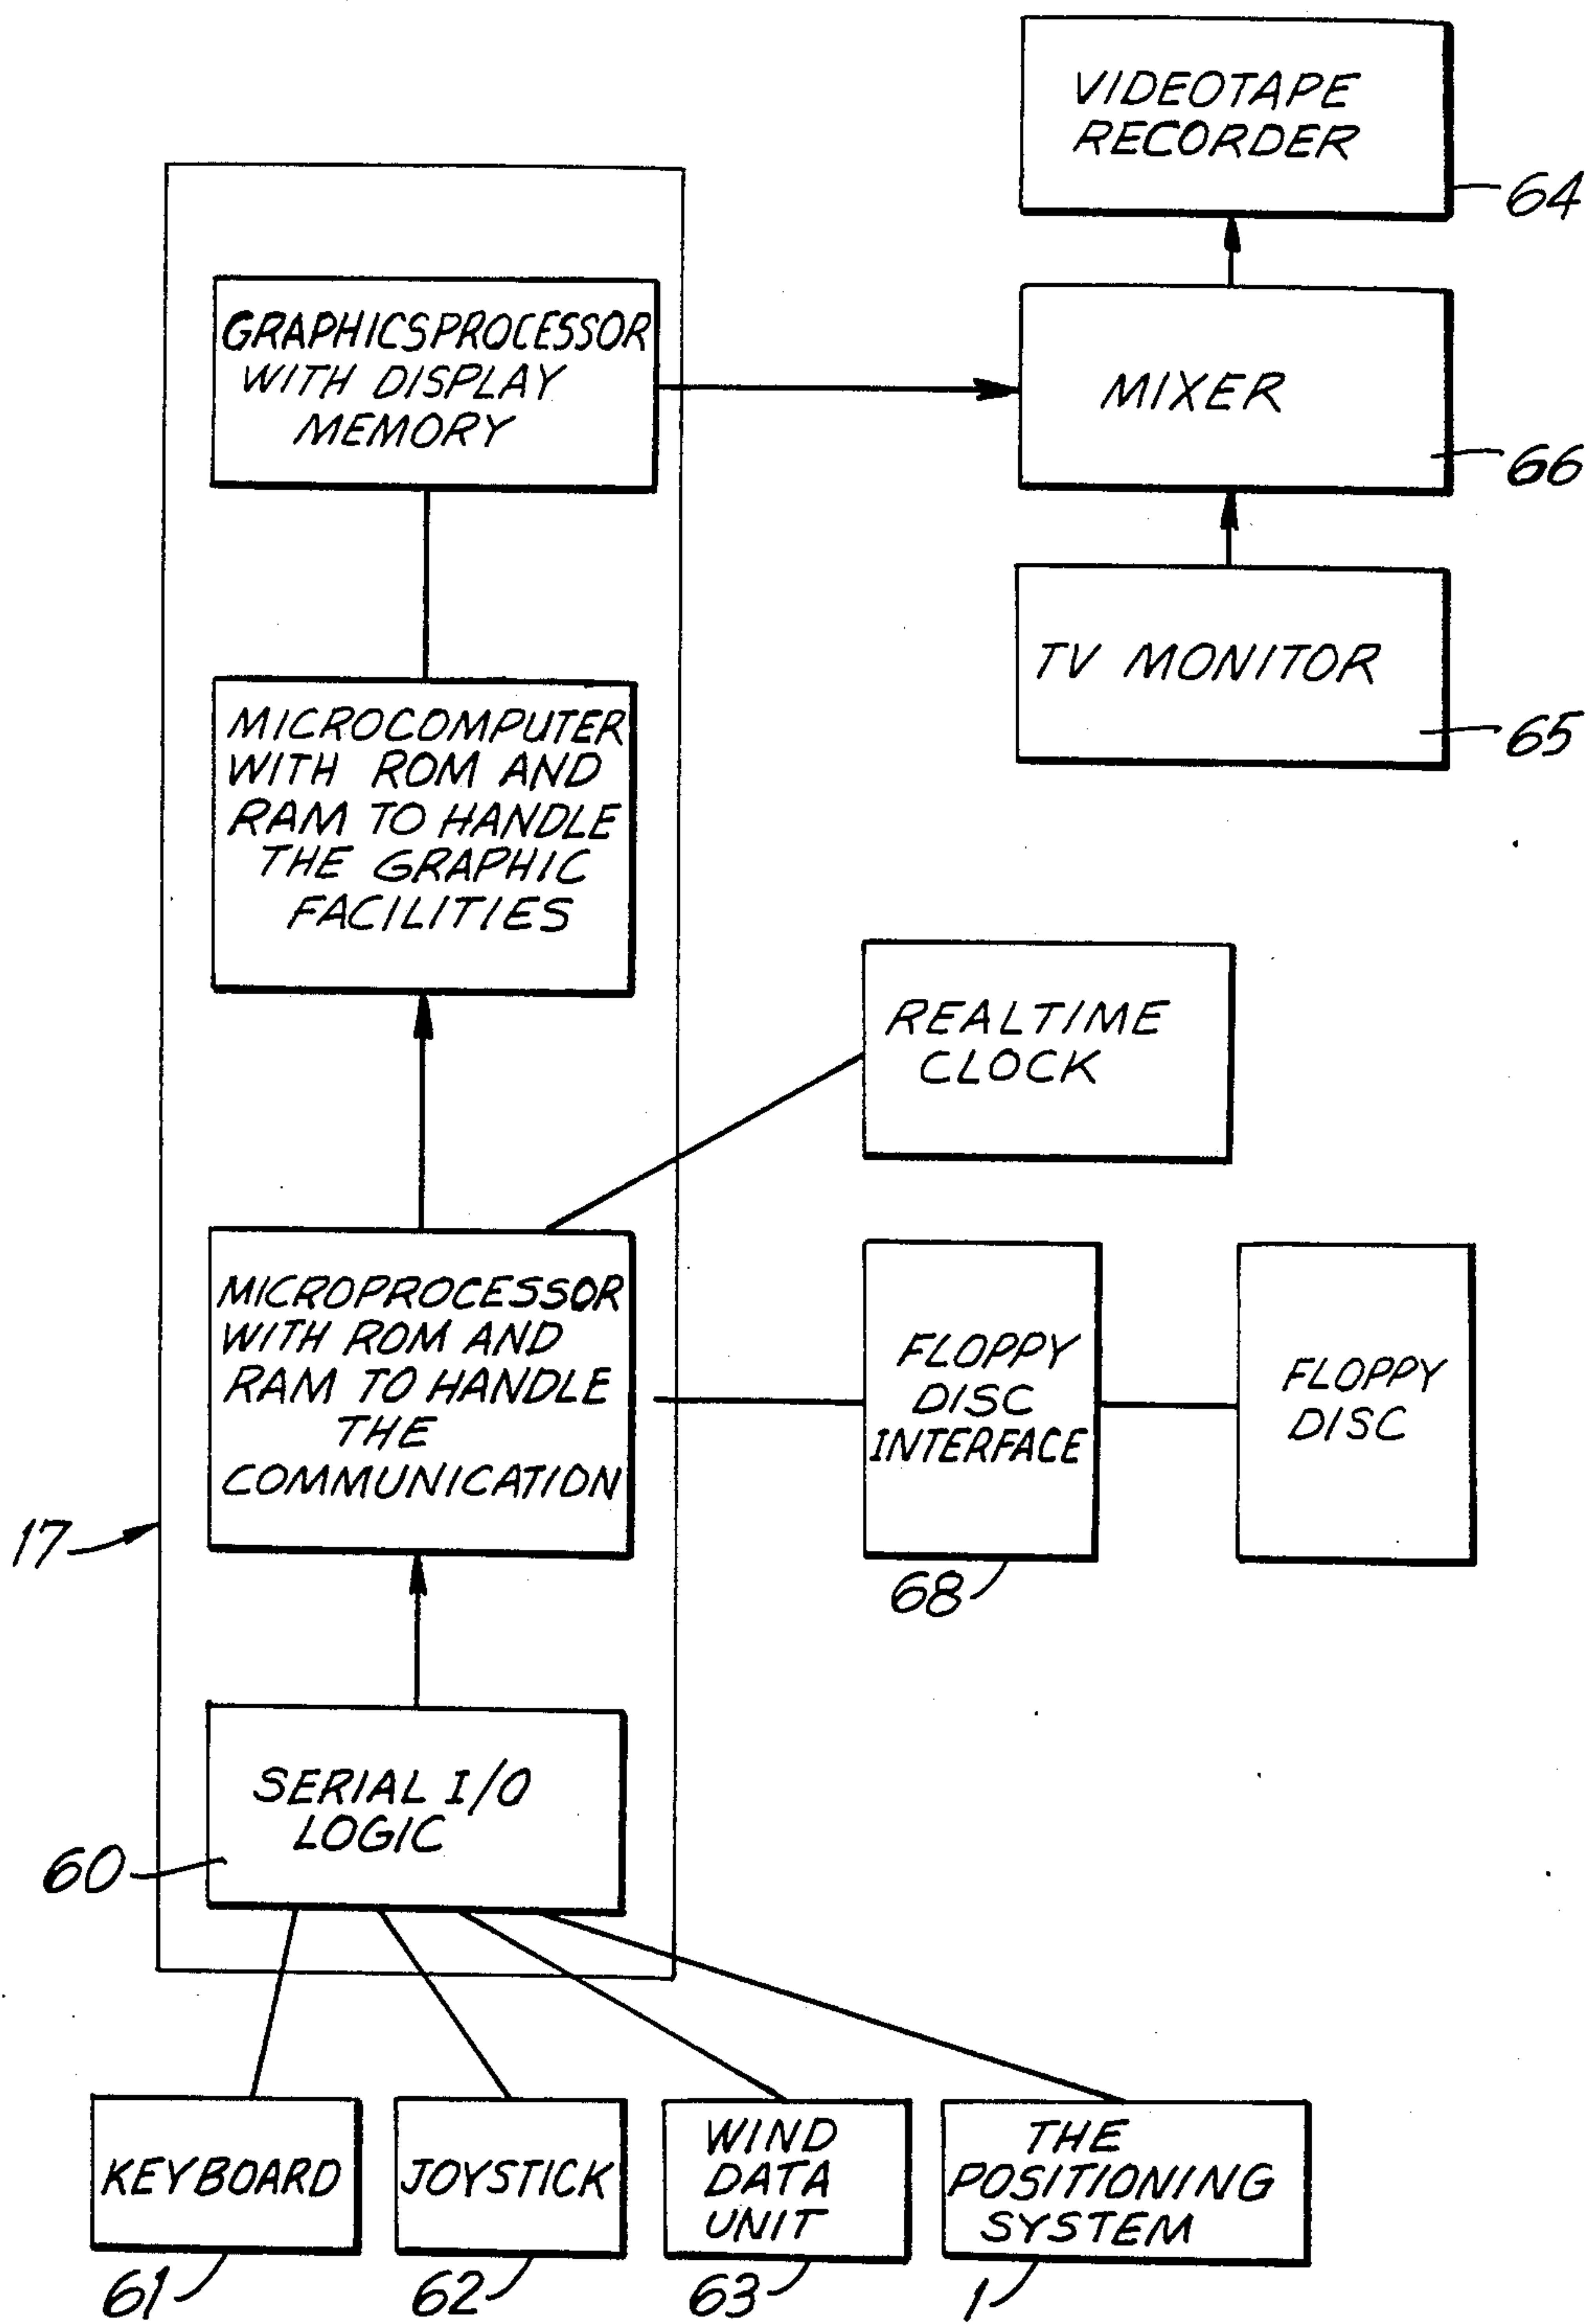 VIDEOTAPE
RECORDER
64
GRAPHICSPROCESSOR
WITH DISPLAY
MEMORY
MIXER
66
TV MONITOR
65
MICROCOMPUTER
WITH ROM AND
RAM TO HANDLE
THE GRAPHIC
FACILITIES
REALTIME
CLOCK
MICROPROCESSOR
WITH ROM AND
RAM TO HANDLE
THE
COMMUNICATION
FLOPPY
DISC
INTERFACE
FLOPPY
DISC
17
68
SERIAL I/O
LOGIC
60
KEYBOARD
JOYSTICK
WIND
DATA
UNIT
THE
POSITIONING
SYSTEM
61
62
63
1